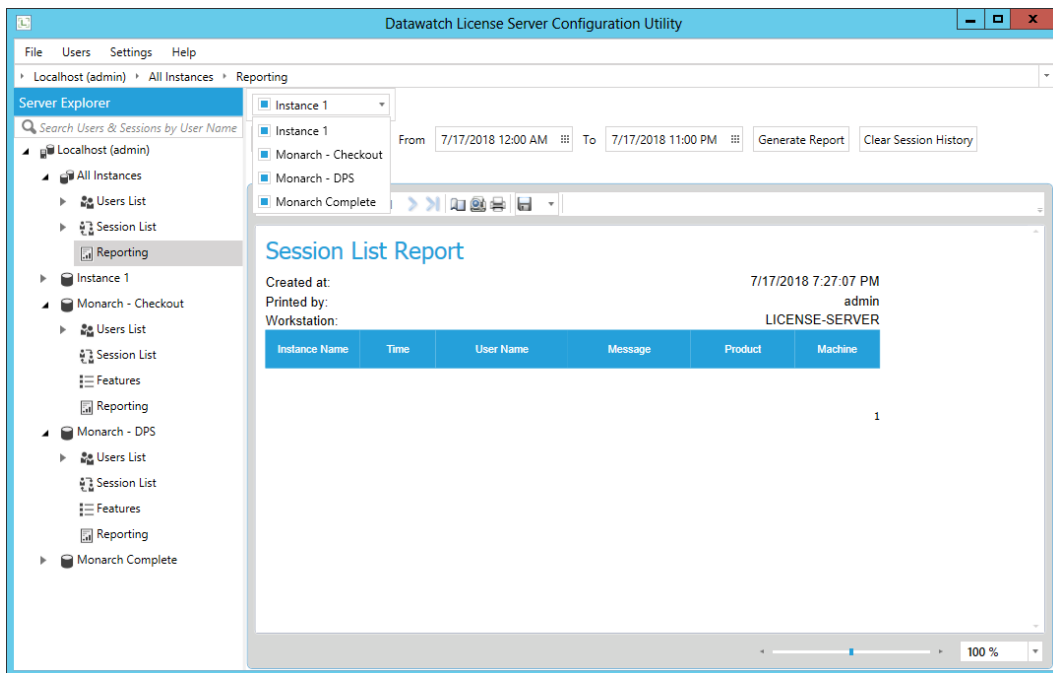 Datawatch License Server Configuration Utility
File Users Settings Help
Localhost (admin) All Instances Reporting
Server Explorer
Search Users & Sessions by User Name
Localhost (admin)
All Instances
Users List
Session List
Reporting
Instance 1
Monarch - Checkout
Users List
Session List
Features
Reporting
Monarch - DPS
Users List
Session List
Features
Reporting
Monarch Complete
Instance 1
Instance 1
Monarch - Checkout
Monarch - DPS
Monarch Complete
From 7/17/2018 12:00 AM To 7/17/2018 11:00 PM Generate Report Clear Session History
Session List Report
Created at: 7/17/2018 7:27:07 PM
Printed by: admin
Workstation: LICENSE-SERVER
Instance Name Time User Name Message Product Machine
1
100 %